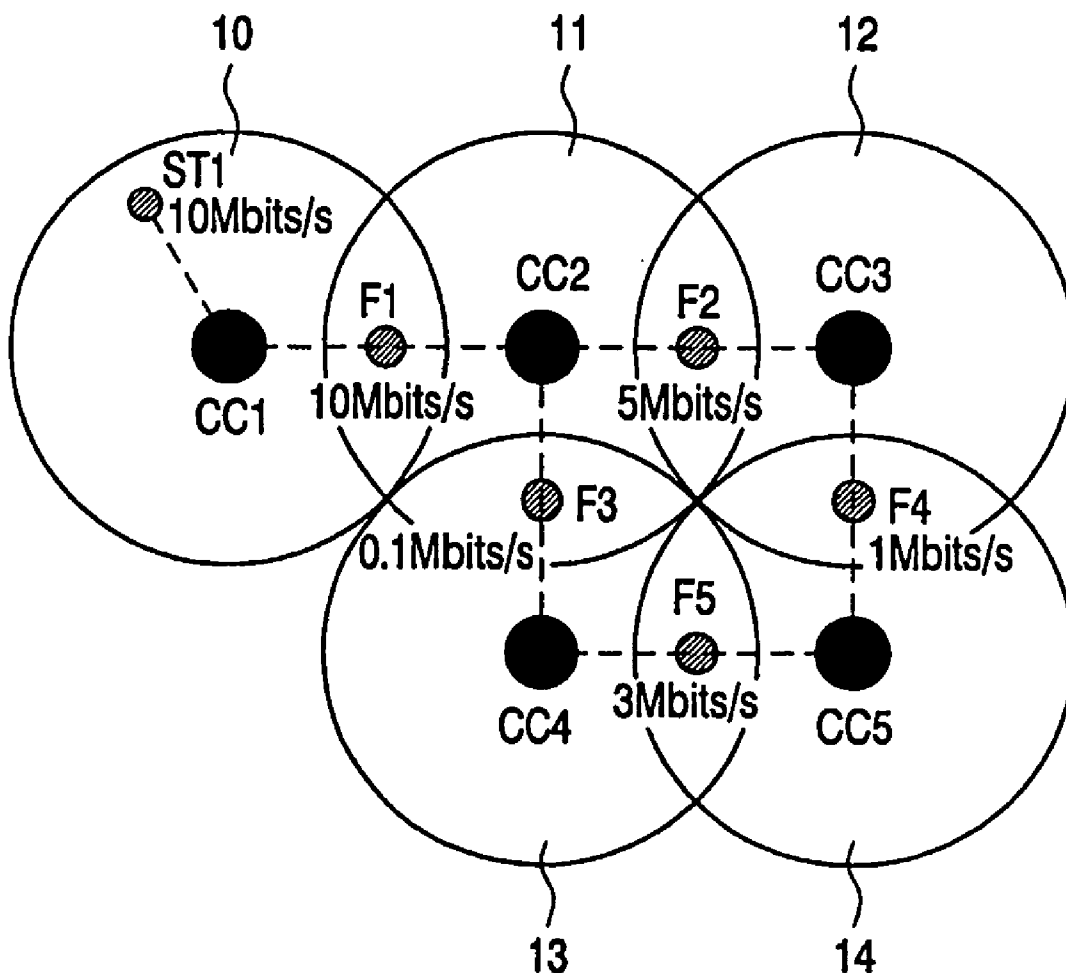 10
11
12
ST1
10Mbits/s
F1
CC2
F2
CC3
10Mbits/s
5Mbits/s
CC1
F3
F4
0.1Mbits/s
1Mbits/s
F5
3Mbits/s
CC4
CC5
13
14